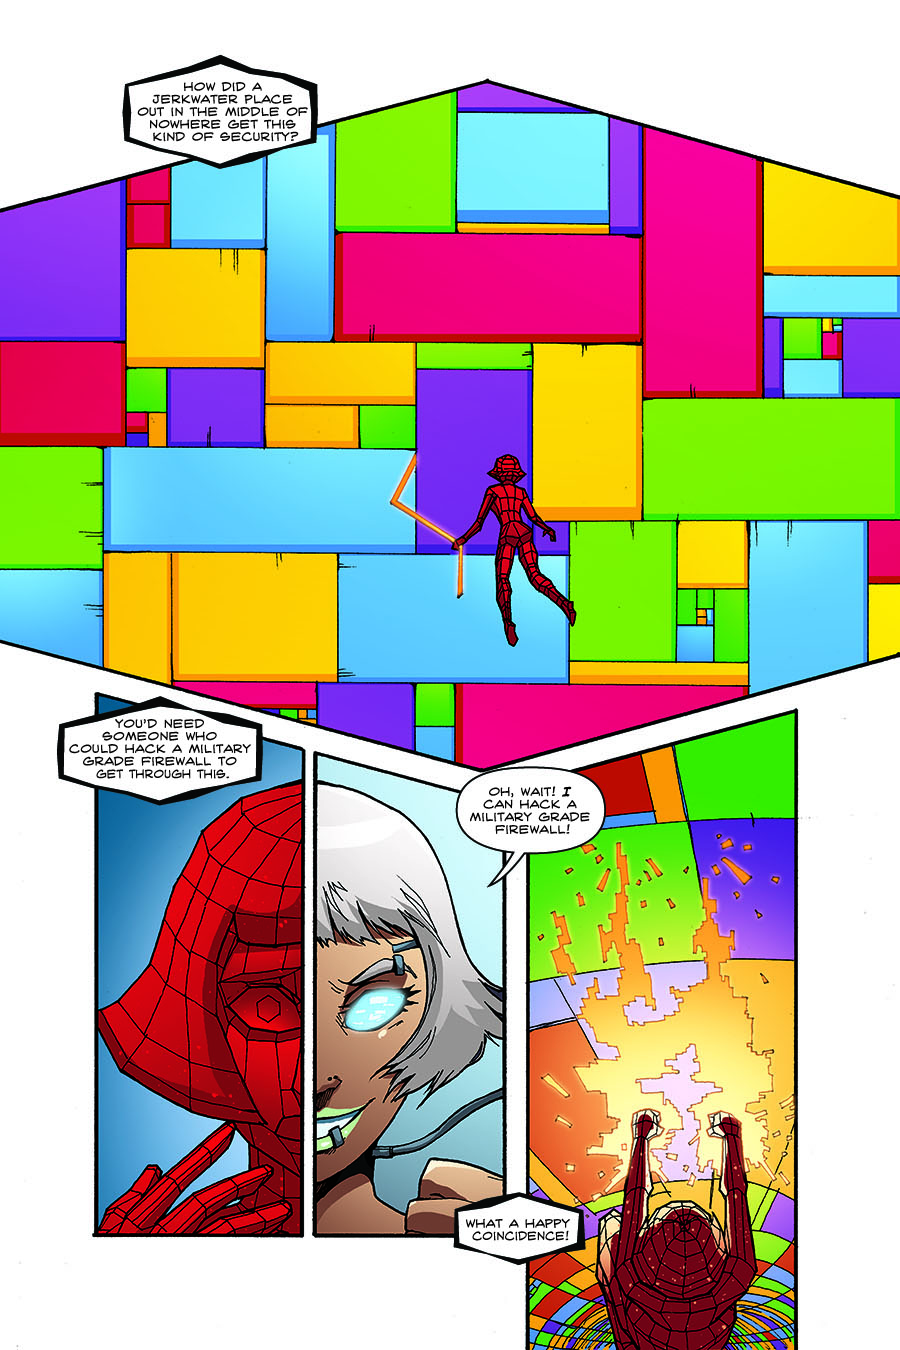 HOW DID A
JERKWATER PLACE
OUT IN THE MIDDLE OF
NOWHERE GET THIS
KIND OF SECURITY?
YOU'D NEED
SOMEONE WHO
COULD HACK A MILITARY
GRADE FIREWALL TO
GET THROUGH THIS.
OH, WAIT! I
CAN HACK A
MILITARY GRADE
FIREWALL!
WHAT A HAPPY
COINCIDENCE!